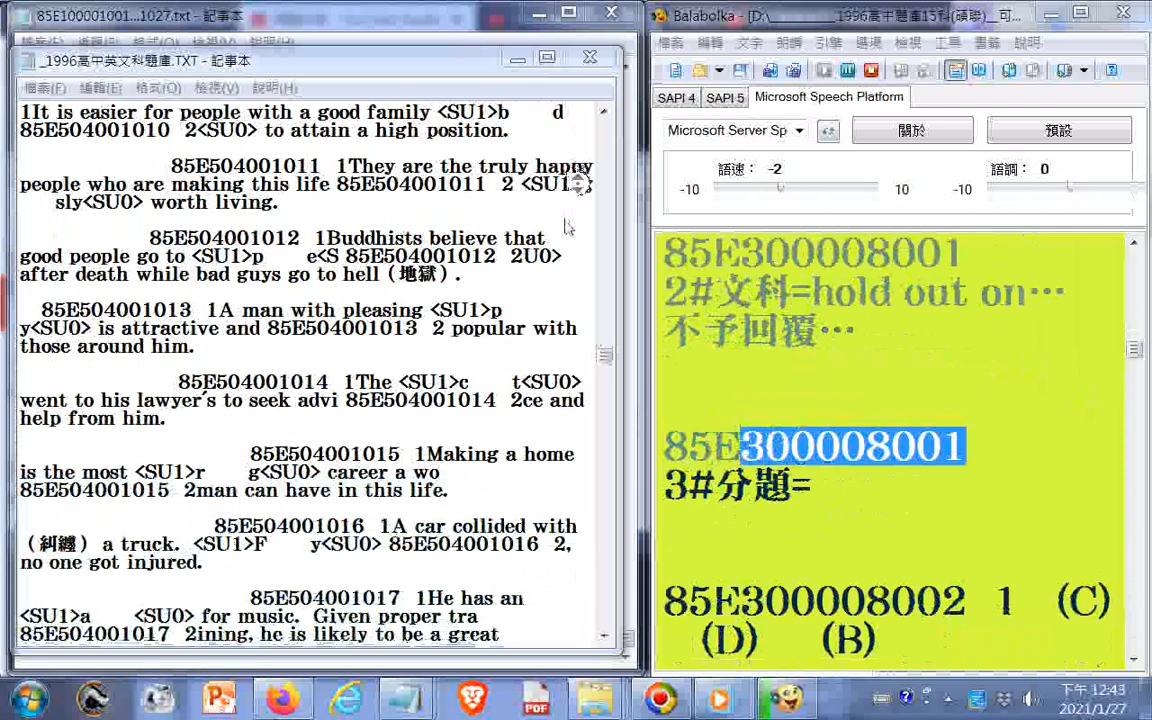 85E100001001...1027.txt - 記事本
_1996高中英文科題庫.TXT - 記事本
檔案(F) 編輯(E) 格式(O) 檢視(V) 說明(H)
1It is easier for people with a good family <SU1>b d
85E504001010 2<SU0> to attain a high position.
85E504001011 1They are the truly happy
people who are making this life 85E504001011 2 <SU1
sly<SU0> worth living.
85E504001012 1Buddhists believe that
good people go to <SU1>p e<S 85E504001012 2U0>
after death while bad guys go to hell (地獄).
85E504001013 1A man with pleasing <SU1>p
y<SU0> is attractive and 85E504001013 2 popular with
those around him.
85E504001014 1The <SU1>c t<SU0>
went to his lawyer's to seek advi 85E504001014 2ce and
help from him.
85E504001015 1Making a home
is the most <SU1>r g<SU0> career a wo
85E504001015 2man can have in this life.
85E504001016 1A car collided with
(糾纏) a truck. <SU1>F y<SU0> 85E504001016 2,
no one got injured.
85E504001017 1He has an
<SU1>a <SU0> for music. Given proper tra
85E504001017 2ining, he is likely to be a great
Balabolka - [D:\________1996高中題庫15科(碩聯)__可...
檔案 編輯 文字 朗讀 引擎 選項 檢視 工具 書籤 說明
SAPI 4 SAPI 5 Microsoft Speech Platform
Microsoft Server Sp 關於 預設
語速: -2 語調: 0
-10 10 -10
85E300008001
2#文科=hold out on…
不予回覆…
85E300008001
3#分題=
85E300008002 1 (C)
(D) (B)
PDF
下午 12:43
2021/1/27